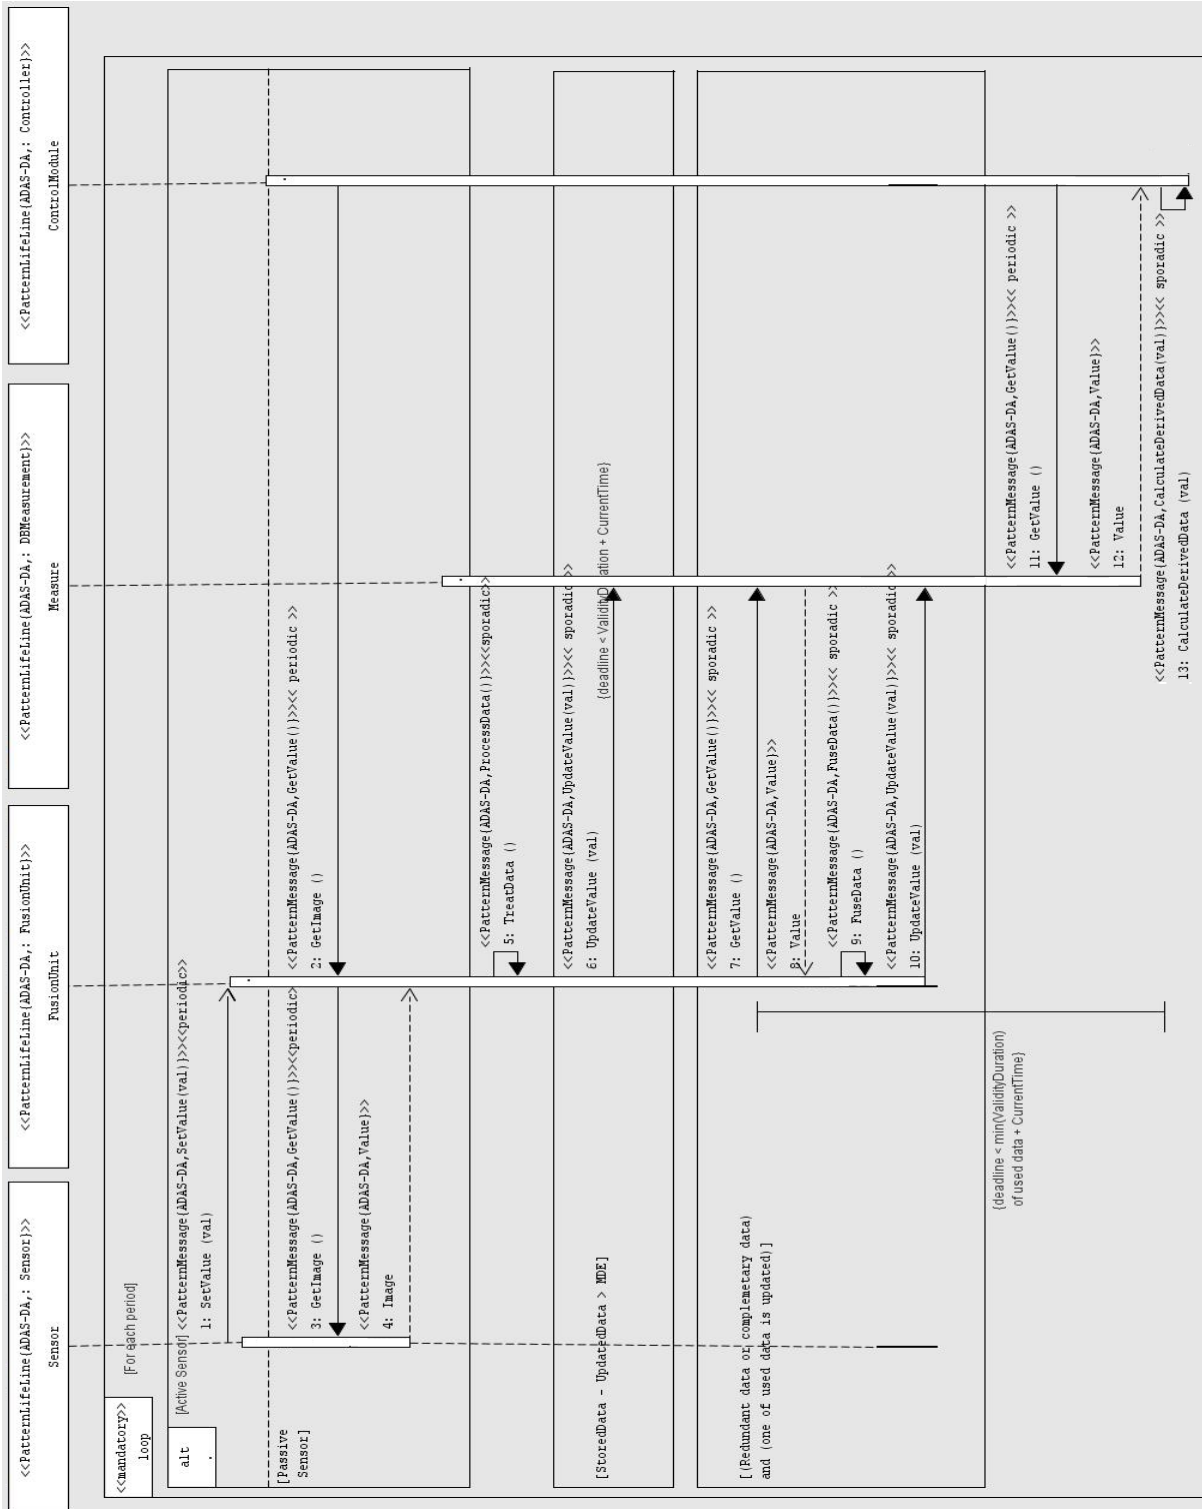 <<PatternLifeLine{ADAS-DA,: Sensor}>>
Sensor
<<PatternLifeLine{ADAS-DA,: FusionUnit}>>
FusionUnit
<<PatternLifeLine{ADAS-DA,: DBMeasurement}>>
Measure
<<PatternLifeLine{ADAS-DA,: Controller}>>
ControlModule
<<mandatory>>
loop
[For each period]
alt
[Active Sensor]
<<PatternMessage{ADAS-DA,SetValue(val)}>><<periodic>>
1: SetValue (val)
[Passive
Sensor]
<<PatternMessage{ADAS-DA,GetValue()}>><< periodic >>
2: GetImage ()
<<PatternMessage{ADAS-DA,GetValue()}>><<periodic>
3: GetImage ()
<<PatternMessage{ADAS-DA,Value}>>
4: Image
<<PatternMessage{ADAS-DA,ProcessData()}>><<sporadic>>
5: TreatData ()
[StoredData - UpdatedData > MDE]
<<PatternMessage{ADAS-DA,UpdateValue(val)}>><< sporadic >>
6: UpdateValue (val)
{deadline < ValidityDuration + CurrentTime}
[(Redundant data or complemetary data)
and (one of used data is updated)]
<<PatternMessage{ADAS-DA,GetValue()}>><< sporadic >>
7: GetValue ()
<<PatternMessage{ADAS-DA,Value}>>
8: Value
<<PatternMessage{ADAS-DA,FuseData()}>><< sporadic >>
9: FuseData ()
<<PatternMessage{ADAS-DA,UpdateValue(val)}>><< sporadic >>
10: UpdateValue (val)
{deadline < min(ValidityDuration)
of used data + CurrentTime}
<<PatternMessage{ADAS-DA,GetValue()}>><< periodic >>
11: GetValue ()
<<PatternMessage{ADAS-DA,Value}>>
12: Value
<<PatternMessage{ADAS-DA,CalculateDerivedData(val)}>><< sporadic >>
13: CalculateDerivedData (val)